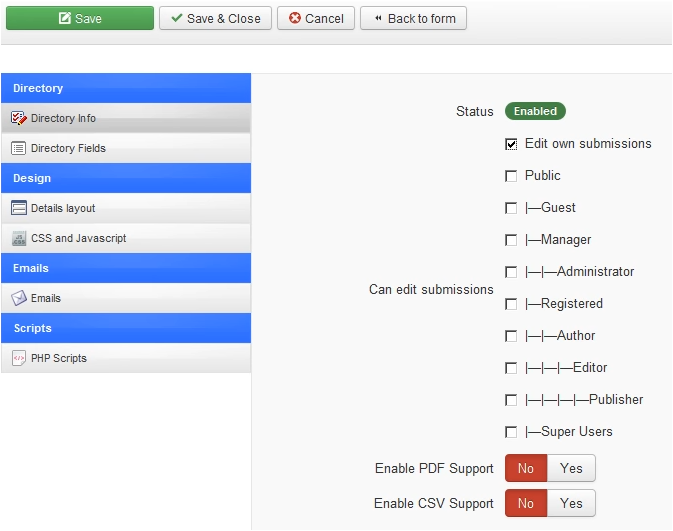 Save Save & Close Cancel Back to form
Directory
Directory Info
Directory Fields
Design
Details layout
CSS and Javascript
Emails
Emails
Scripts
PHP Scripts
Status Enabled
Can edit submissions
Edit own submissions
Public
|—Guest
|—Manager
|—|—Administrator
|—Registered
|—|—Author
|—|—|—Editor
|—|—|—|—Publisher
|—Super Users
Enable PDF Support No Yes
Enable CSV Support No Yes